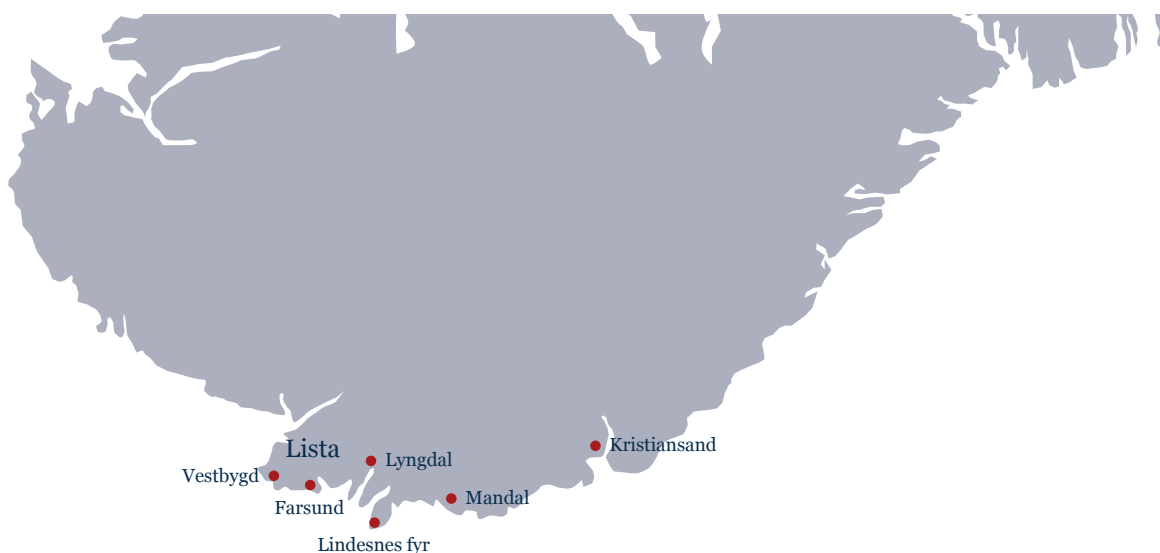 Kristiansand
Lista
Lyngdal
Vestbygd
Mandal
Farsund
Lindesnes fyr